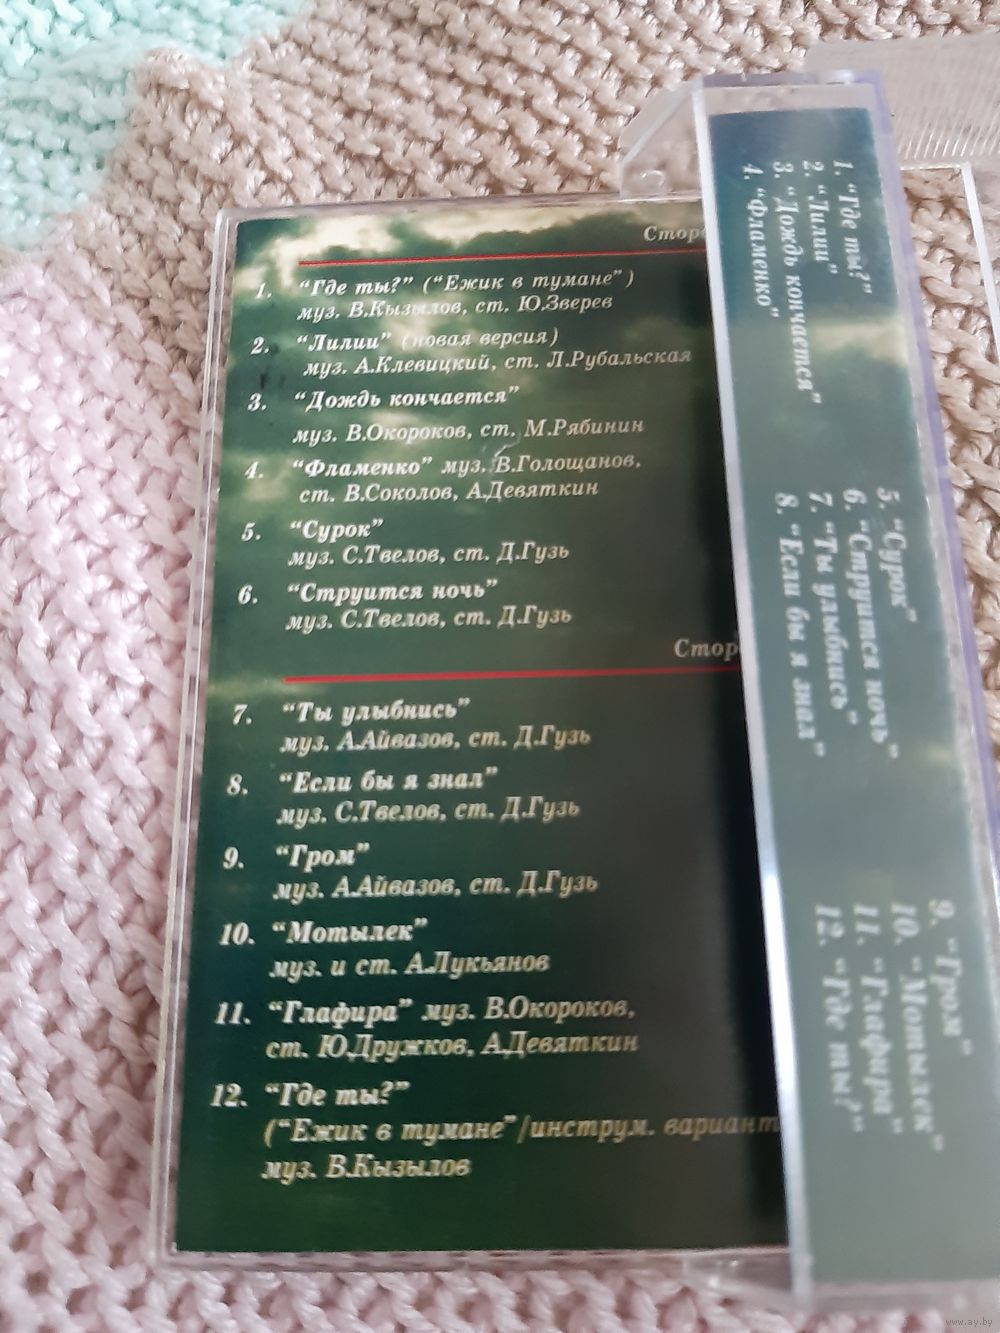 Стор
1. “Где ты?” (“Ежик в тумане”)
муз. В.Кызылов, ст. Ю.Зверев
2. “Лилии” (новая версия)
муз. А.Клевицкий, ст. Л.Рубальская
3. “Дождь кончается”
муз. В.Окороков, ст. М.Рябинин
4. “Фламенко” муз. В.Голощанов,
ст. В.Соколов, А.Девяткин
5. “Сурок”
муз. С.Твелов, ст. Д.Гузь
6. “Струится ночь”
муз. С.Твелов, ст. Д.Гузь
Стор
7. “Ты улыбнись”
муз. А.Айвазов, ст. Д.Гузь
8. “Если бы я знал”
муз. С.Твелов, ст. Д.Гузь
9. “Гром”
муз. А.Айвазов, ст. Д.Гузь
10. “Мотылек”
муз. и ст. А.Лукьянов
11. “Глафира” муз. В.Окороков,
ст. Ю.Дружков, А.Девяткин
12. “Где ты?”
(“Ежик в тумане”/инструм. вариант
муз. В.Кызылов
1. “Где ты?”
2. “Лилии”
3. “Дождь кончается”
4. “Фламенко”
5. “Сурок”
6. “Струится ночь”
7. “Ты улыбнись”
8. “Если бы я знал”
9. “Гром”
10. “Мотылек”
11. “Глафира”
12. “Где ты?”
www.ay.by